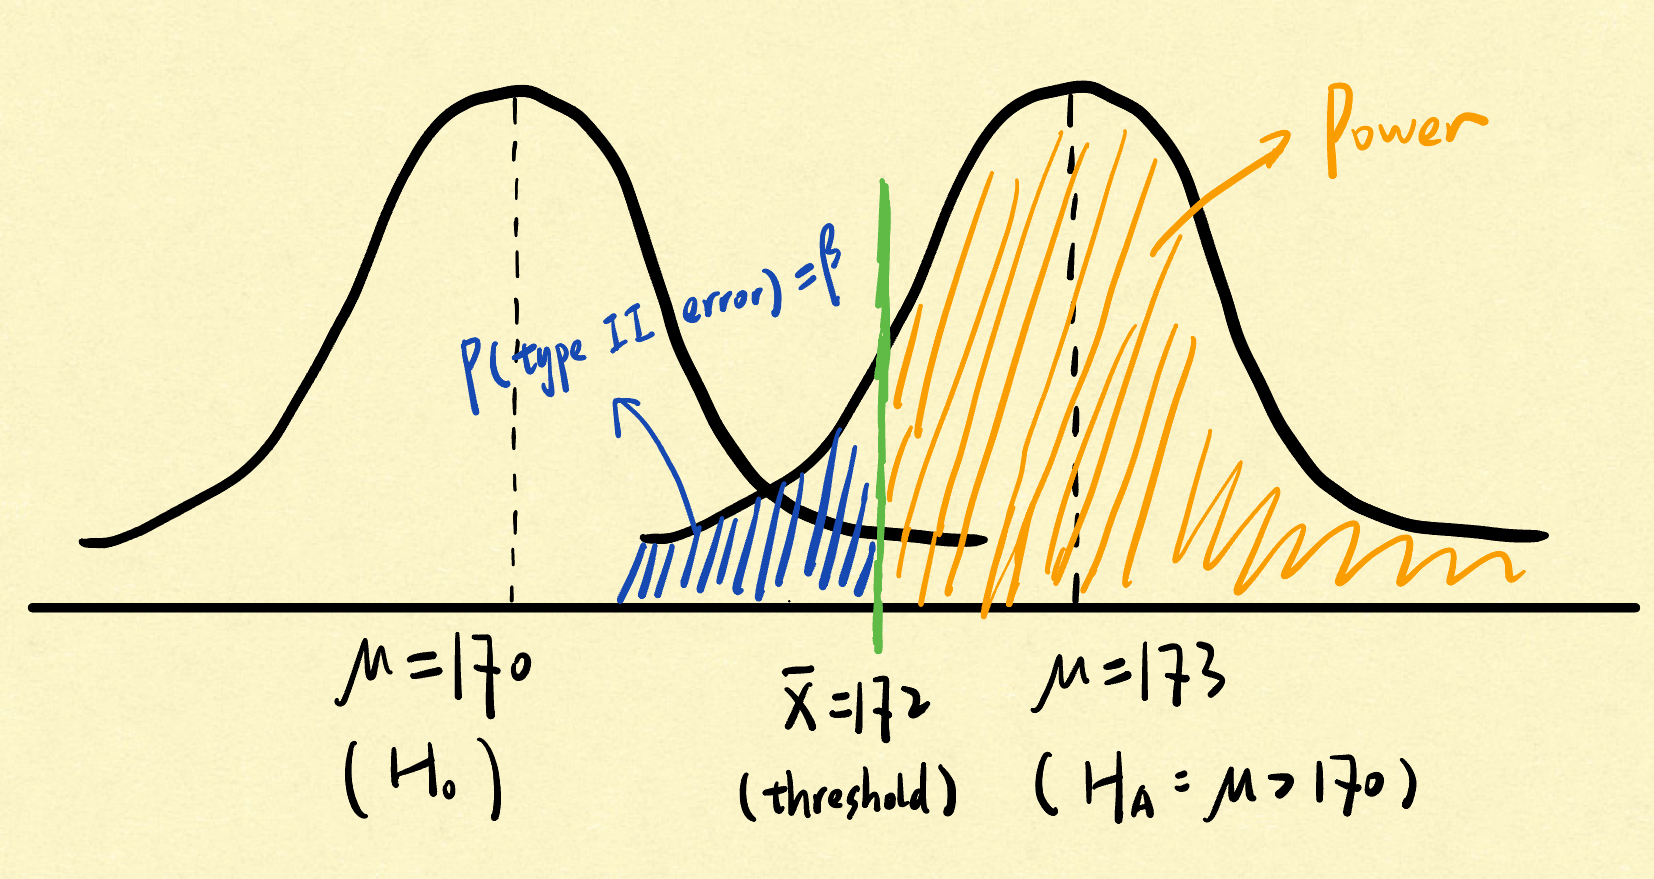 Power
P(type II error) = β
μ = 170
(H₀)
x̄ = 172
(threshold)
μ = 173
(H_A : μ > 170)